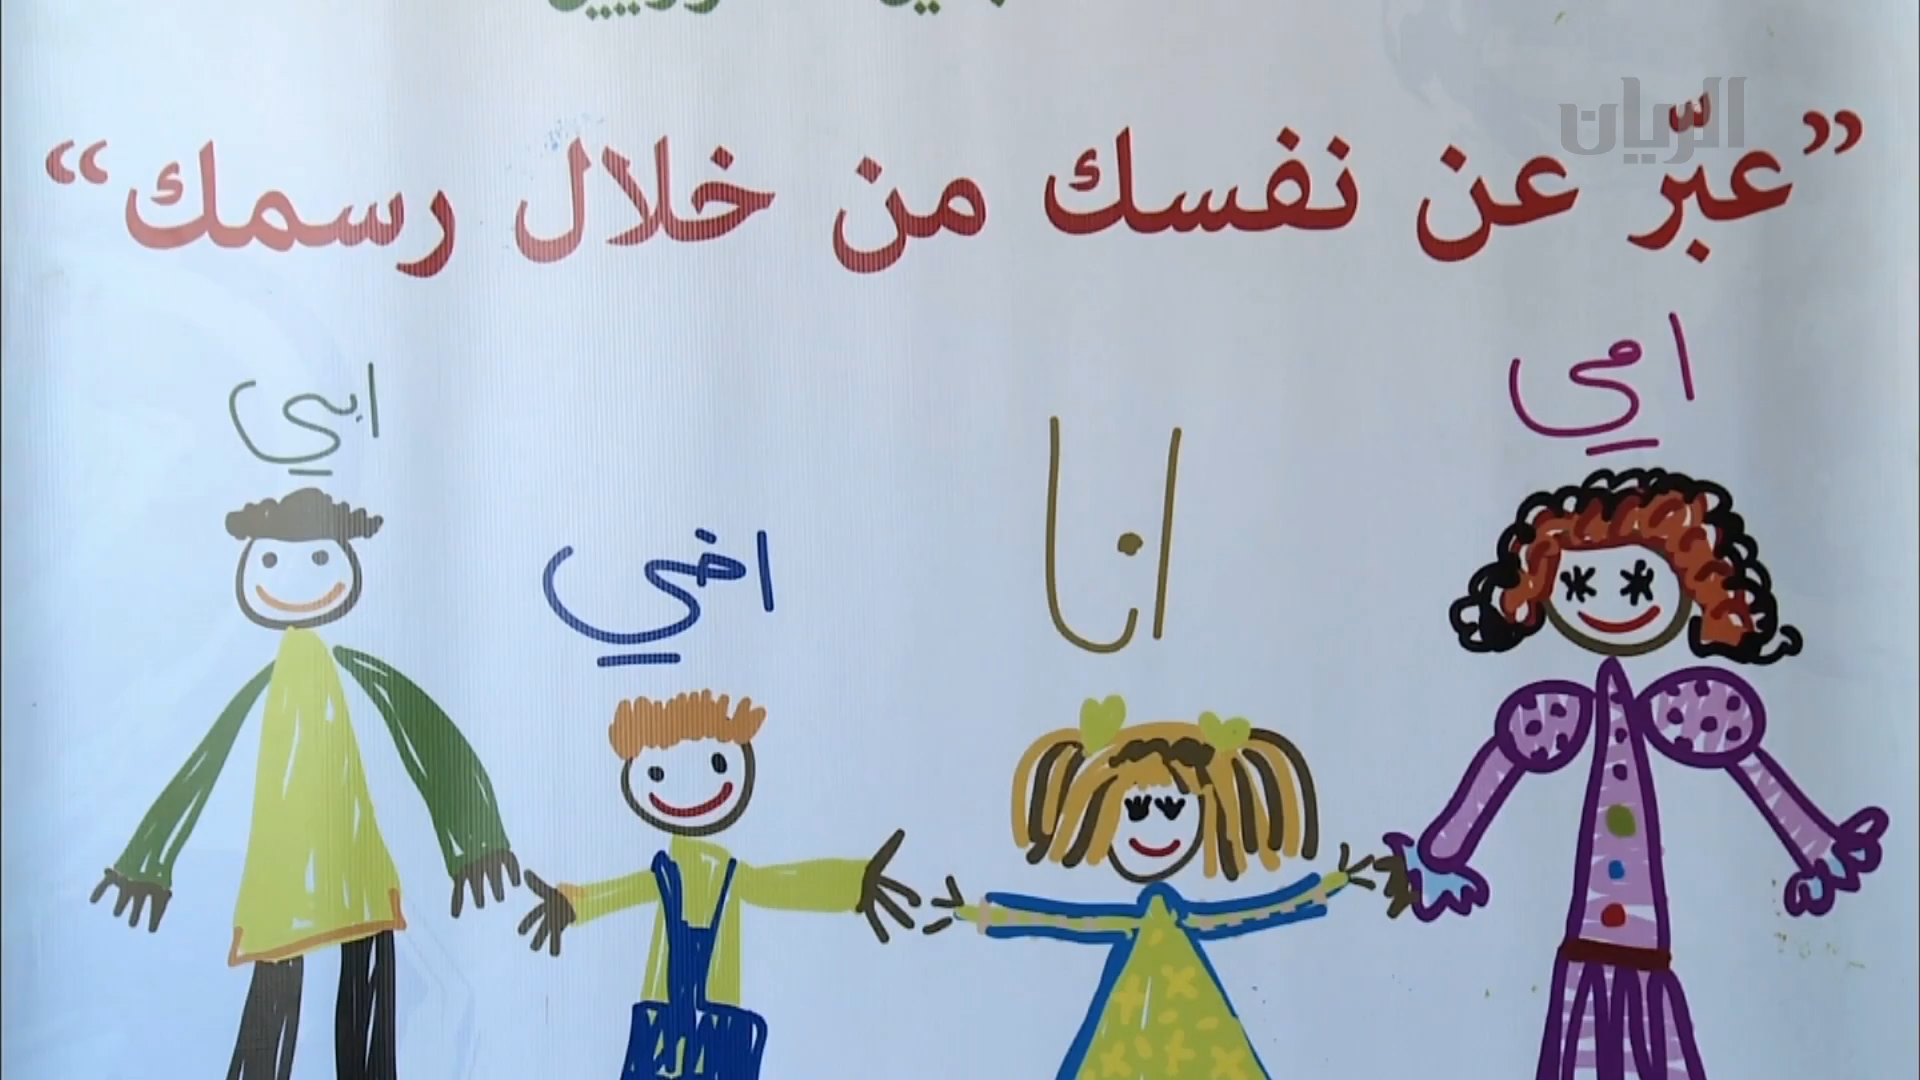 الريان
”عبّر عن نفسك من خلال رسمك“
امي
انا
اخي
ابي